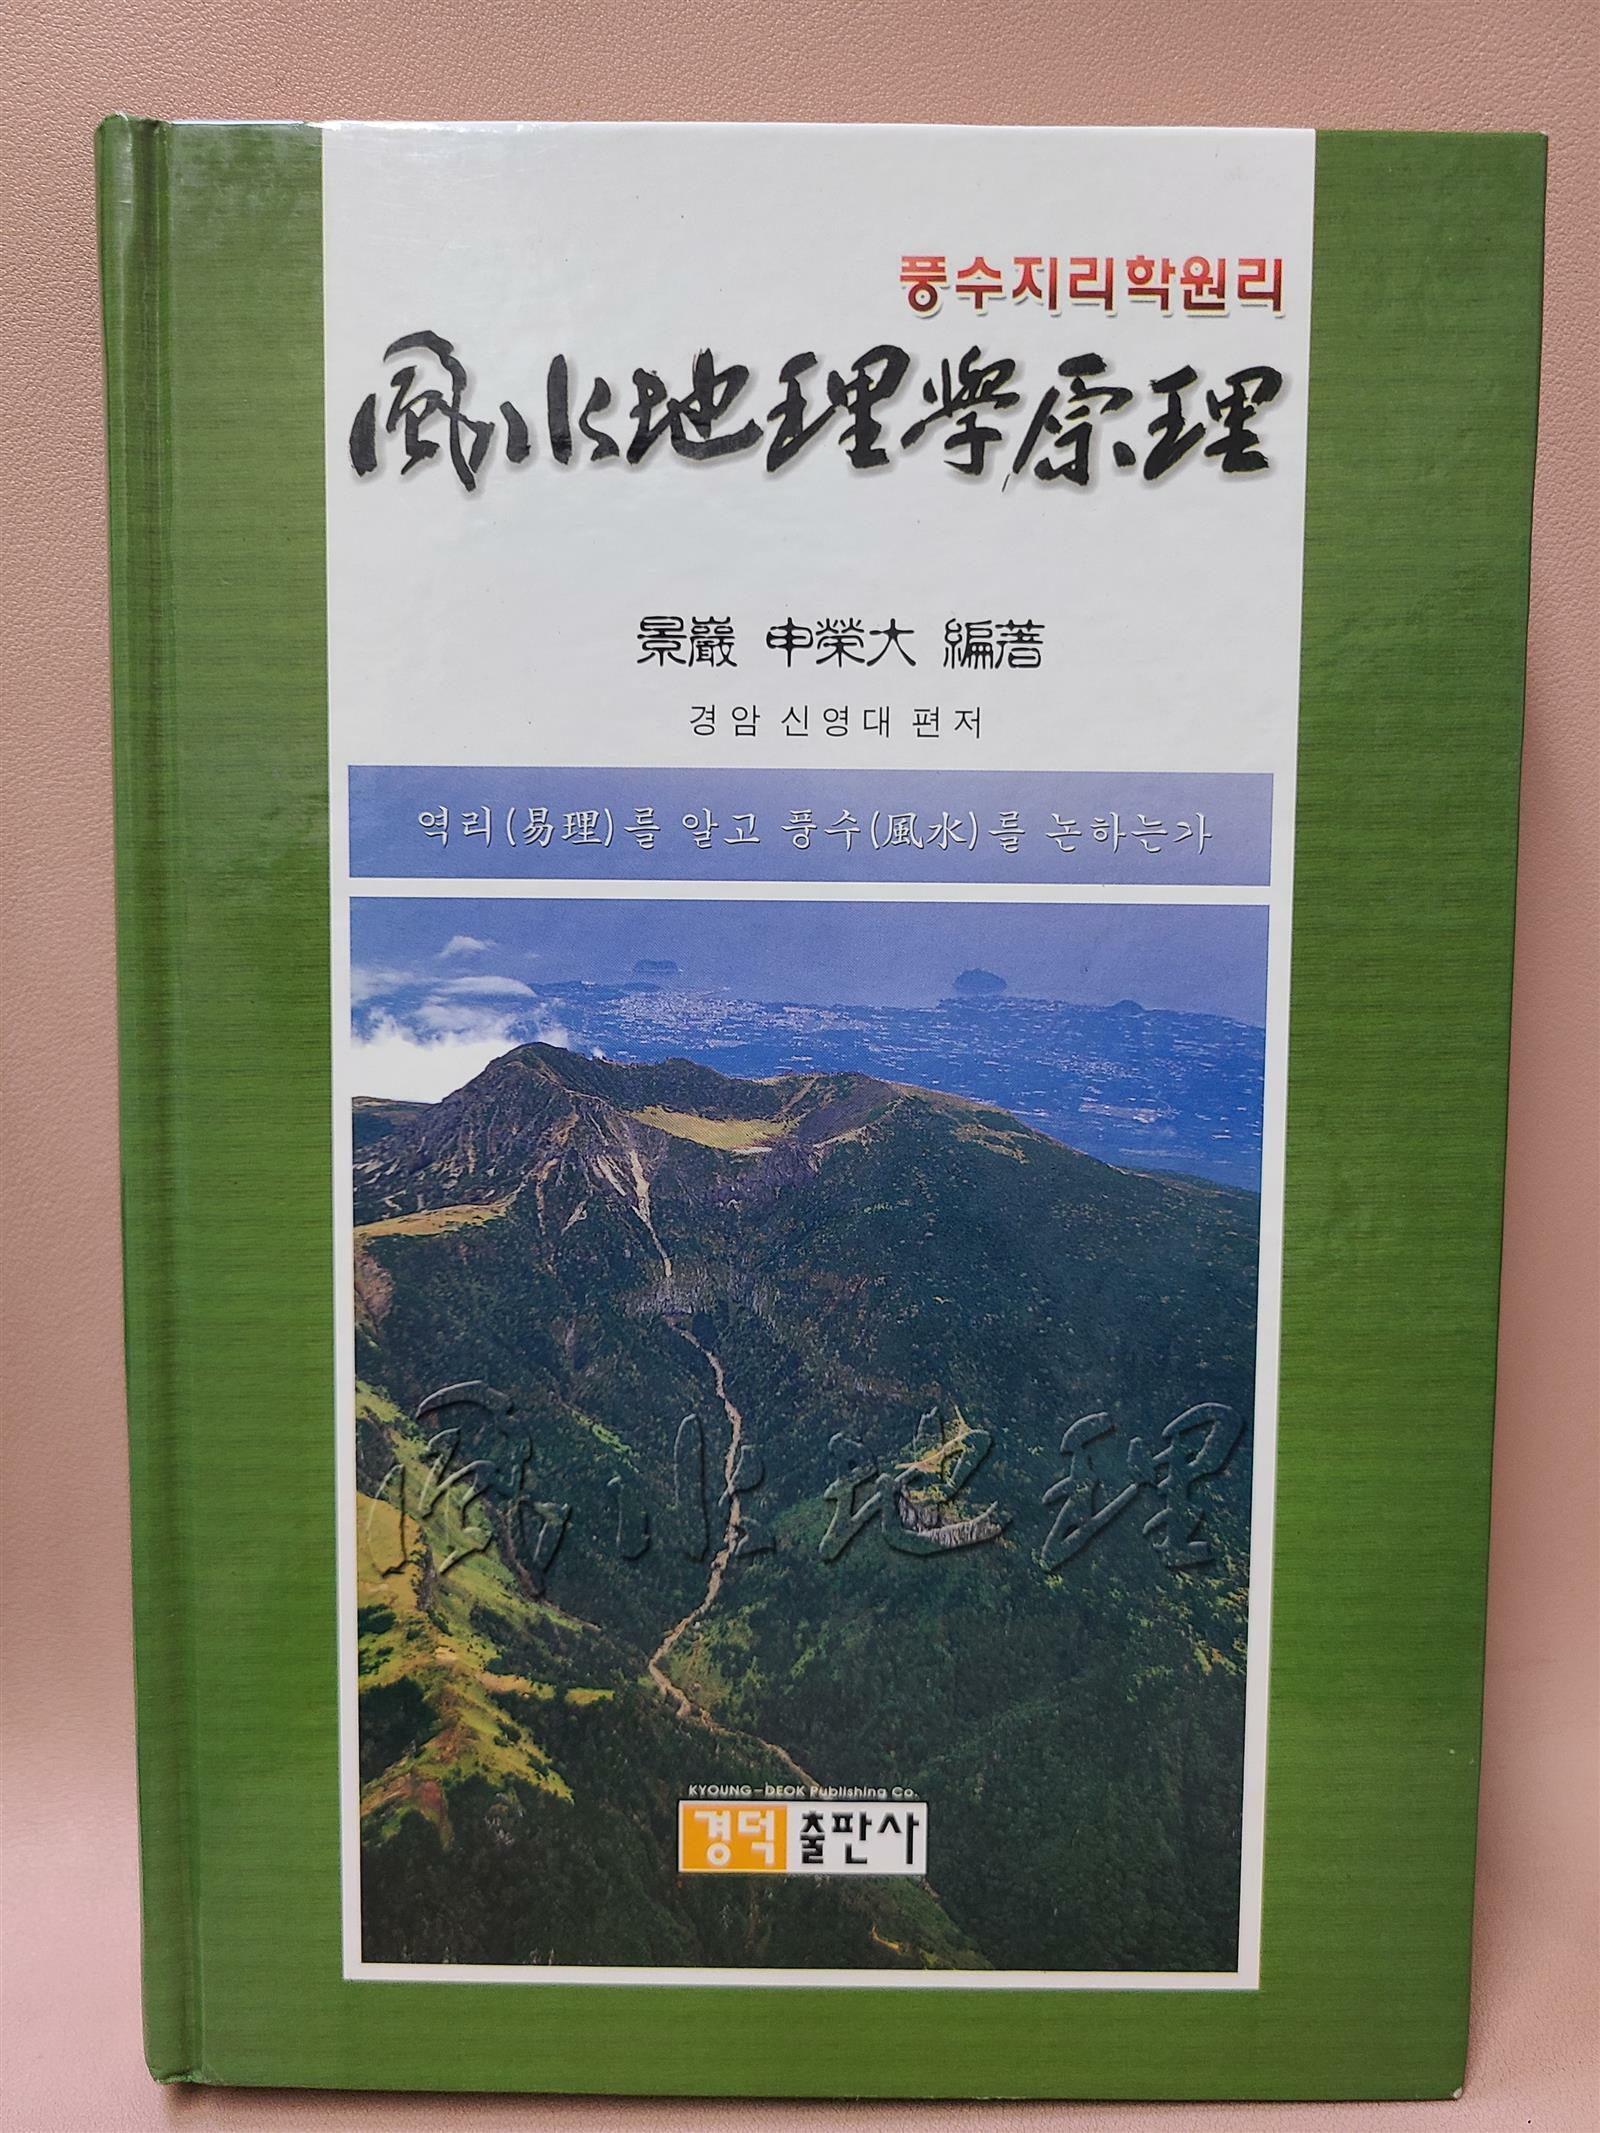 풍수지리학원리
風水地理學原理
景巖 申榮大 編著
경암 신영대 편저
역리(易理)를 알고 풍수(風水)를 논하는가
風水地理
KYOUNG-DEOK Publishing Co.
경덕 출판사